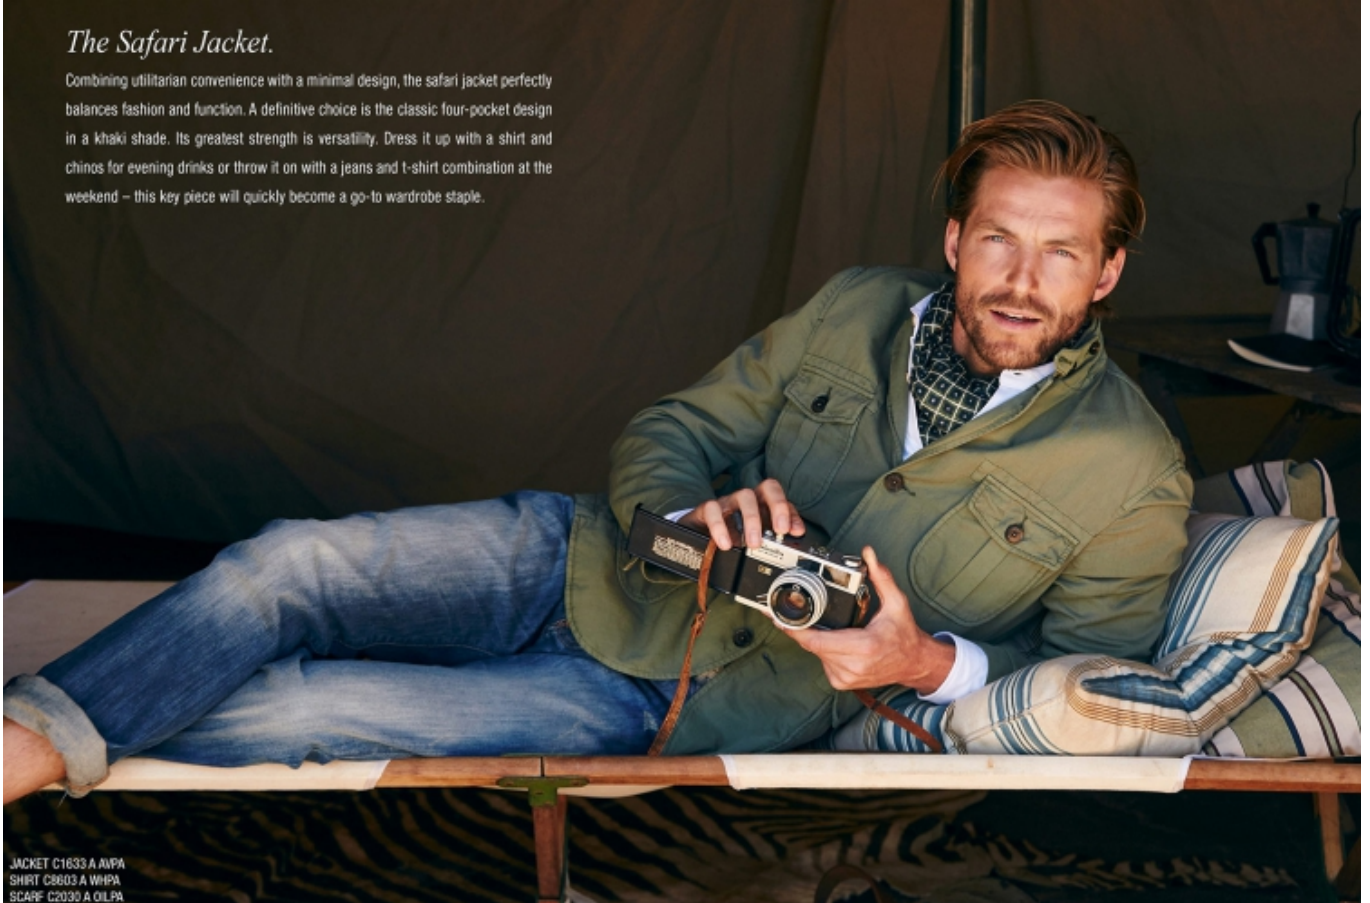 The Safari Jacket.
Combining utilitarian convenience with a minimal design, the safari jacket perfectly
balances fashion and function. A definitive choice is the classic four-pocket design
in a khaki shade. Its greatest strength is versatility. Dress it up with a shirt and
chinos for evening drinks or throw it on with a jeans and t-shirt combination at the
weekend – this key piece will quickly become a go-to wardrobe staple.
JACKET C1633 A AVPA
SHIRT C8603 A WHPA
SCARF C2030 A OILPA